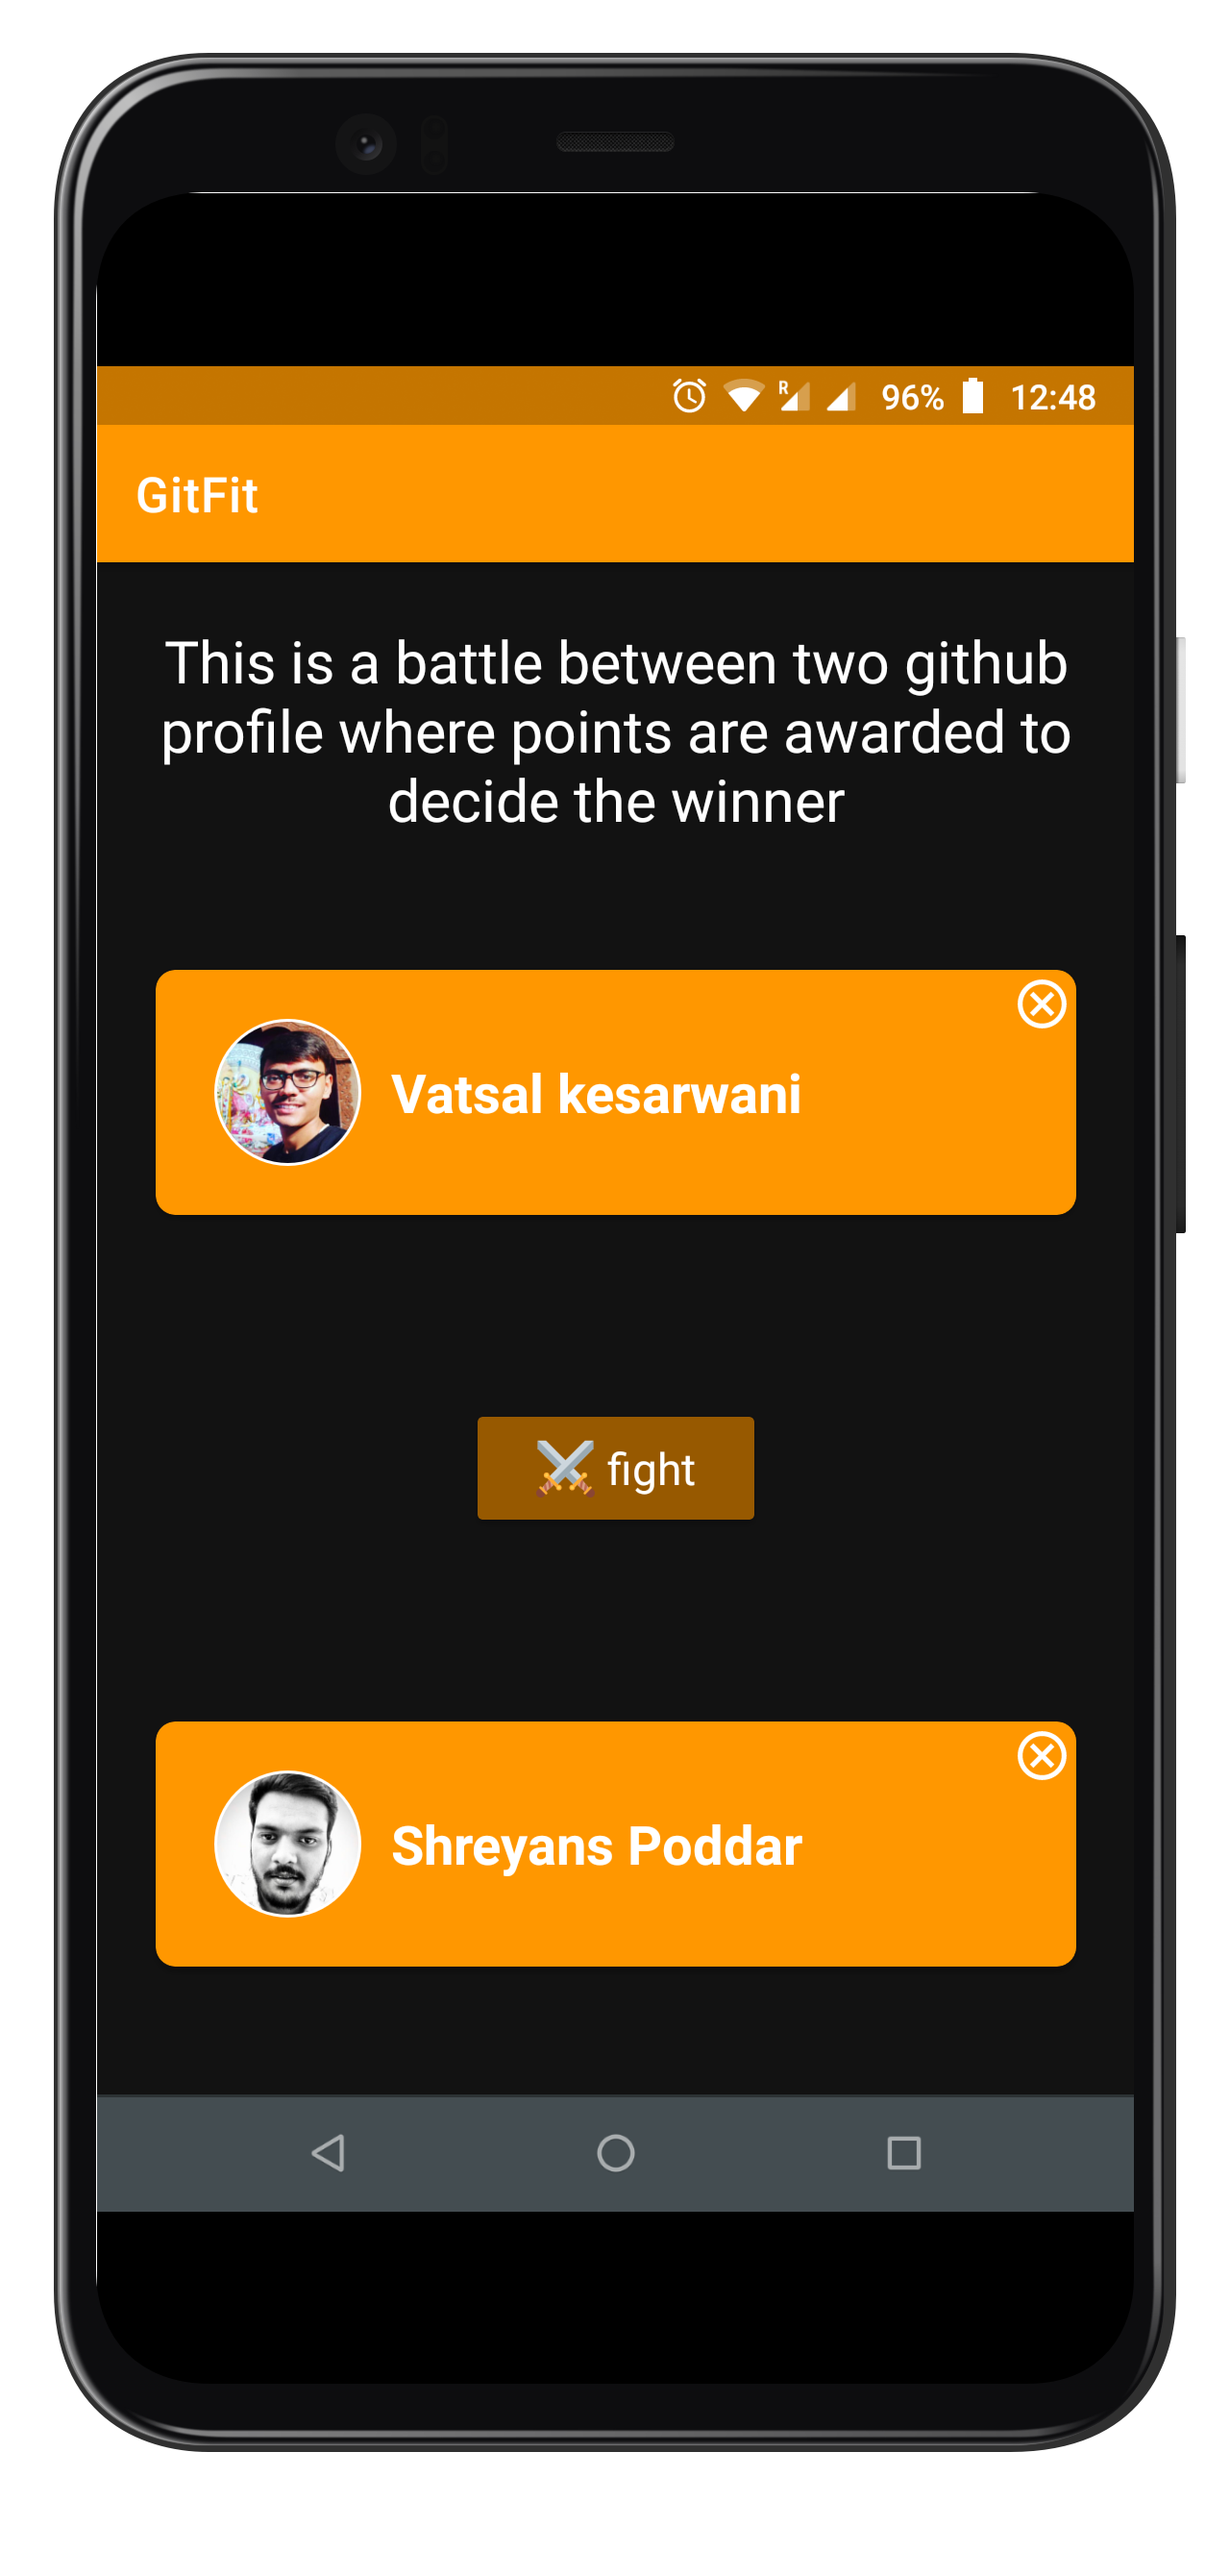 R 96% 12:48
GitFit
This is a battle between two github
profile where points are awarded to
decide the winner
Vatsal kesarwani
⚔️ fight
Shreyans Poddar